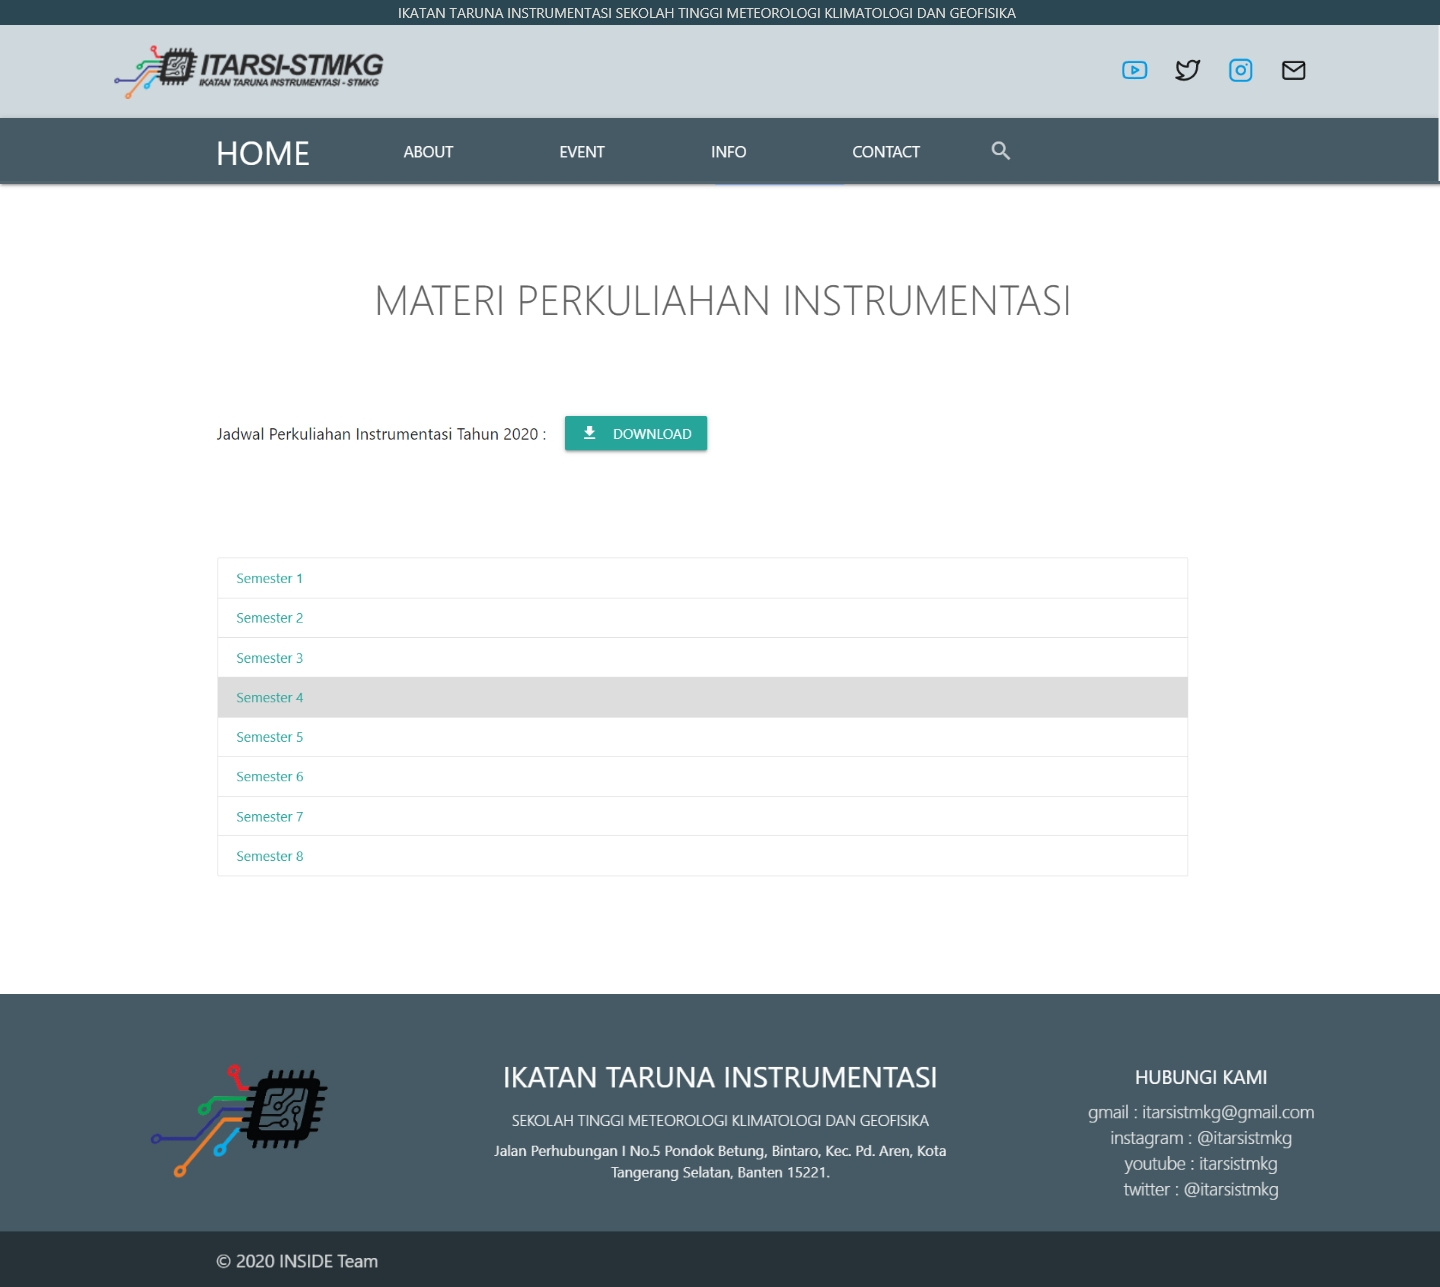 IKATAN TARUNA INSTRUMENTASI SEKOLAH TINGGI METEOROLOGI KLIMATOLOGI DAN GEOFISIKA
ITARSI-STMKG
IKATAN TARUNA INSTRUMENTASI - STMKG
HOME ABOUT EVENT INFO CONTACT
MATERI PERKULIAHAN INSTRUMENTASI
Jadwal Perkuliahan Instrumentasi Tahun 2020 : DOWNLOAD
Semester 1
Semester 2
Semester 3
Semester 4
Semester 5
Semester 6
Semester 7
Semester 8
IKATAN TARUNA INSTRUMENTASI
SEKOLAH TINGGI METEOROLOGI KLIMATOLOGI DAN GEOFISIKA
Jalan Perhubungan I No.5 Pondok Betung, Bintaro, Kec. Pd. Aren, Kota
Tangerang Selatan, Banten 15221.
HUBUNGI KAMI
gmail : itarsistmkg@gmail.com
instagram : @itarsistmkg
youtube : itarsistmkg
twitter : @itarsistmkg
© 2020 INSIDE Team